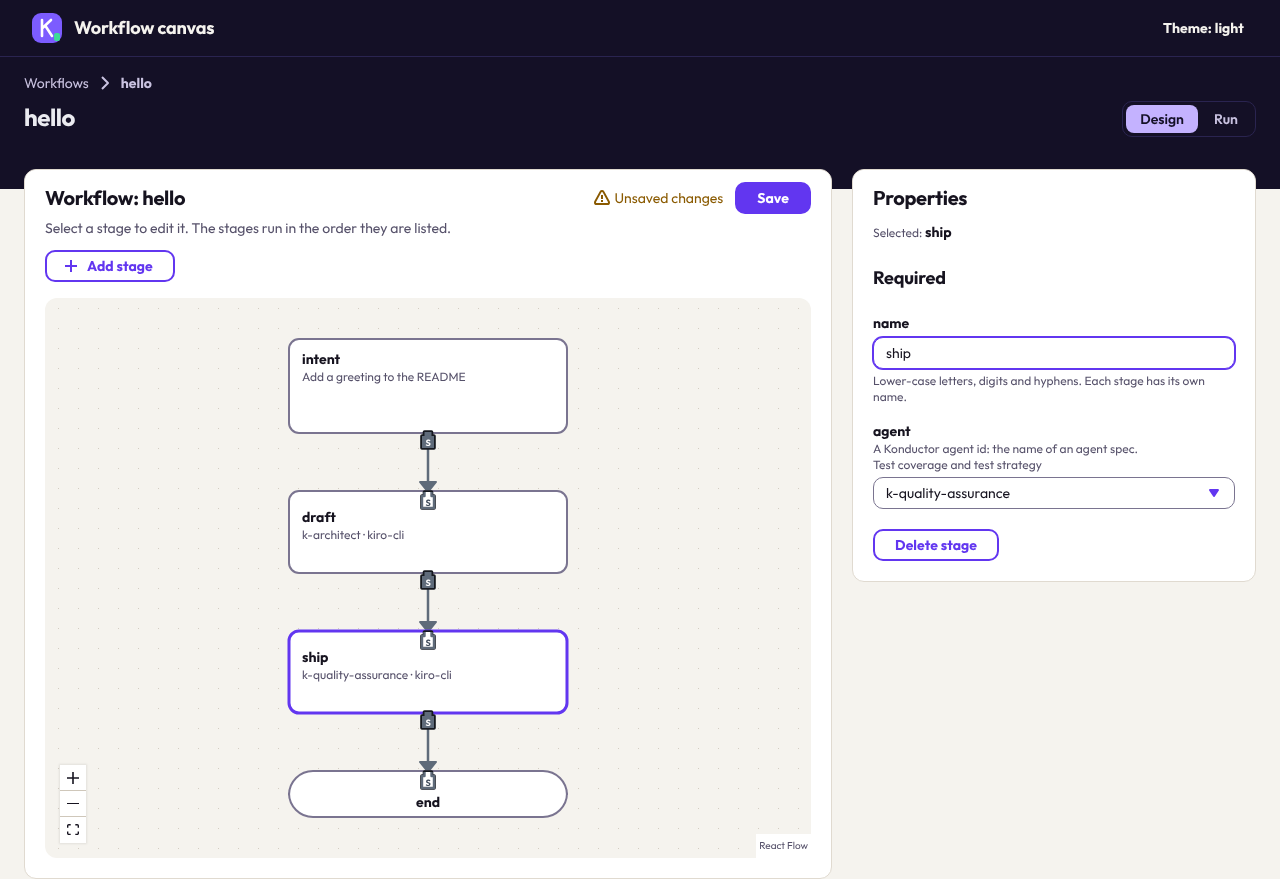 K
Workflow canvas
Theme: light
Workflows
hello
hello
Design
Run
Workflow: hello
Unsaved changes
Save
Select a stage to edit it. The stages run in the order they are listed.
Add stage
intent
Add a greeting to the README
s
s
draft
k-architect · kiro-cli
s
s
ship
k-quality-assurance · kiro-cli
s
s
end
React Flow
Properties
Selected: ship
Required
name
ship
Lower-case letters, digits and hyphens. Each stage has its own
name.
agent
A Konductor agent id: the name of an agent spec.
Test coverage and test strategy
k-quality-assurance
Delete stage